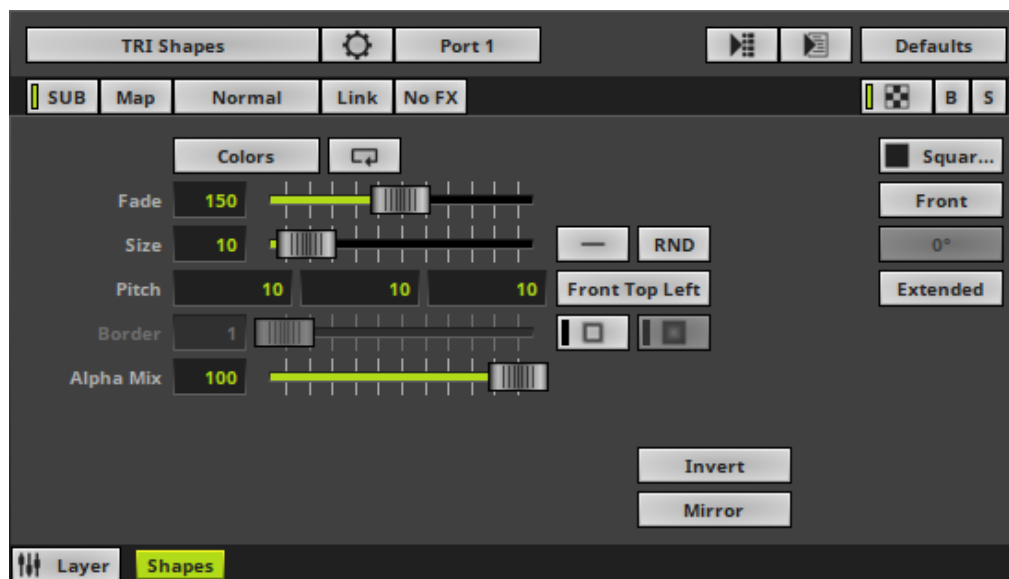 TRI Shapes Port 1 Defaults
SUB Map Normal Link No FX B S
Colors Squar...
Fade 150 Front
Size 10 RND 0°
Pitch 10 10 10 Front Top Left Extended
Border 1
Alpha Mix 100
Invert
Mirror
Layer Shapes